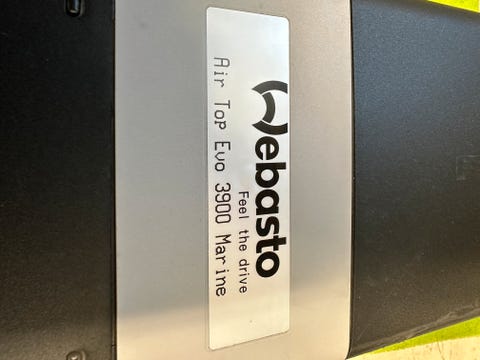 Webasto
Feel the drive
Air Top Evo 3900 Marine